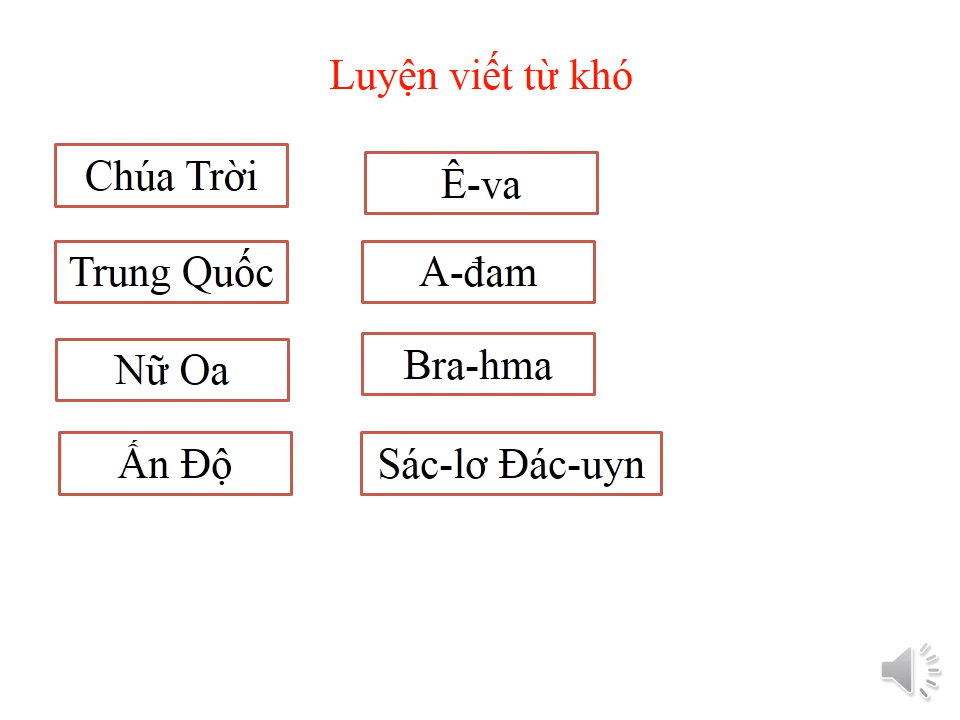 Luyện viết từ khó
Chúa Trời
Ê-va
Trung Quốc
A-đam
Nữ Oa
Bra-hma
Ấn Độ
Sác-lơ Đác-uyn